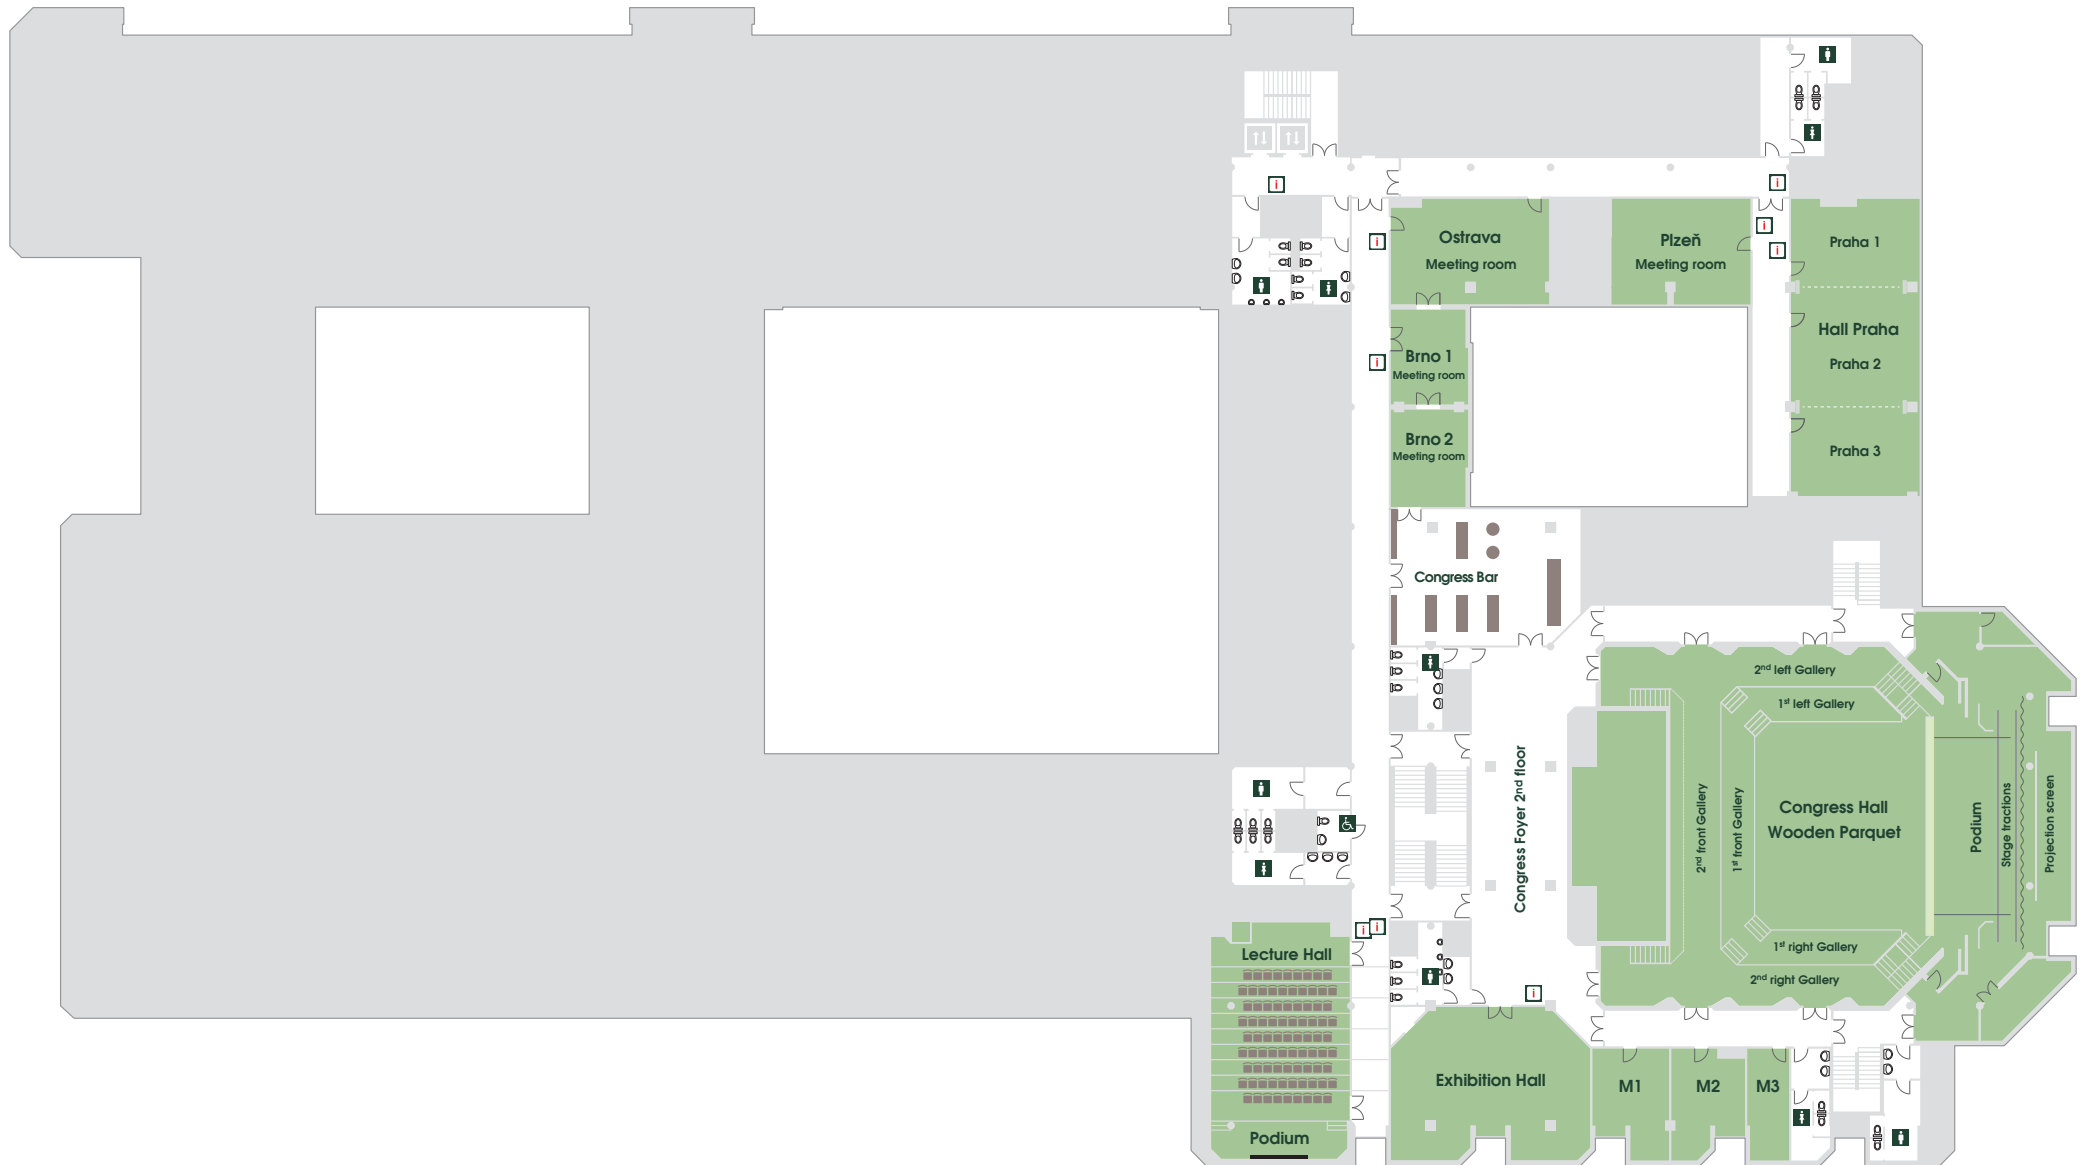 Ostrava
Meeting room
Plzeň
Meeting room
Praha 1
Hall Praha
Praha 2
Praha 3
Brno 1
Meeting room
Brno 2
Meeting room
Congress Bar
Congress Foyer 2nd floor
2nd left Gallery
1st left Gallery
2nd front Gallery
1st front Gallery
Congress Hall
Wooden Parquet
Podium
Stage tractions
Projection screen
1st right Gallery
2nd right Gallery
Lecture Hall
Podium
Exhibition Hall
M1
M2
M3
i
i
i
i
i
i
i
i
i